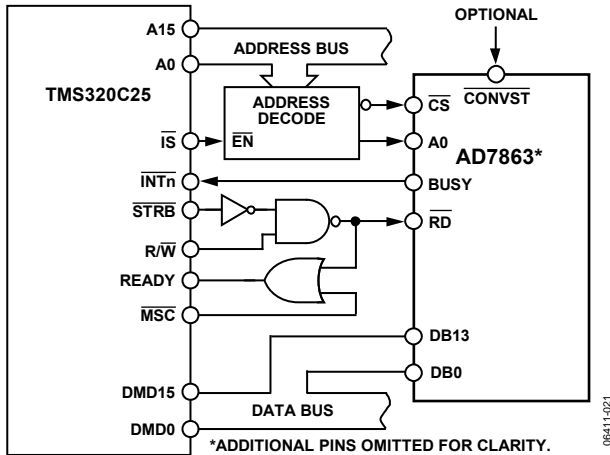 OPTIONAL
A15
ADDRESS BUS
A0
TMS320C25
ADDRESS
DECODE
CS
CONVST
IS
EN
A0
AD7863*
INTn
BUSY
STRB
RD
R/W
READY
MSC
DB13
DB0
DMD15
DATA BUS
DMD0
*ADDITIONAL PINS OMITTED FOR CLARITY.
06411-021